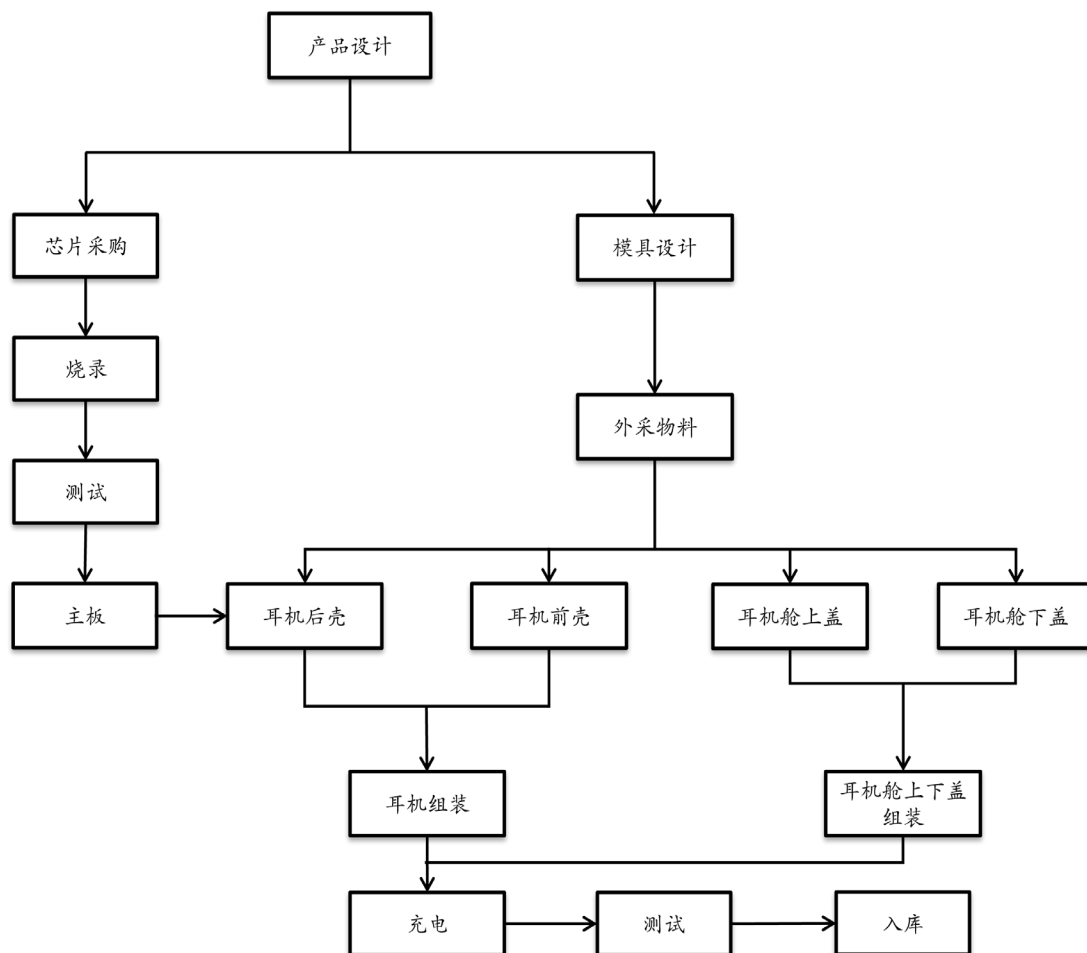 产品设计
芯片采购
模具设计
烧录
外采物料
测试
主板
耳机后壳
耳机前壳
耳机舱上盖
耳机舱下盖
耳机组装
耳机舱上下盖
组装
充电
测试
入库